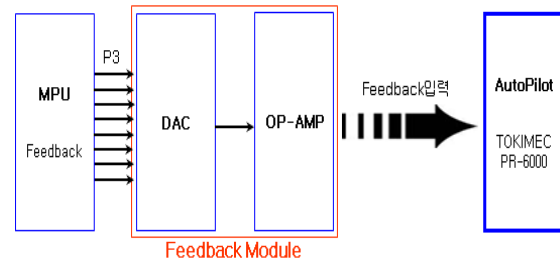 P3
MPU
Feedback
DAC
OP-AMP
Feedback입력
AutoPilot
TOKIMEC
PR-6000
Feedback Module